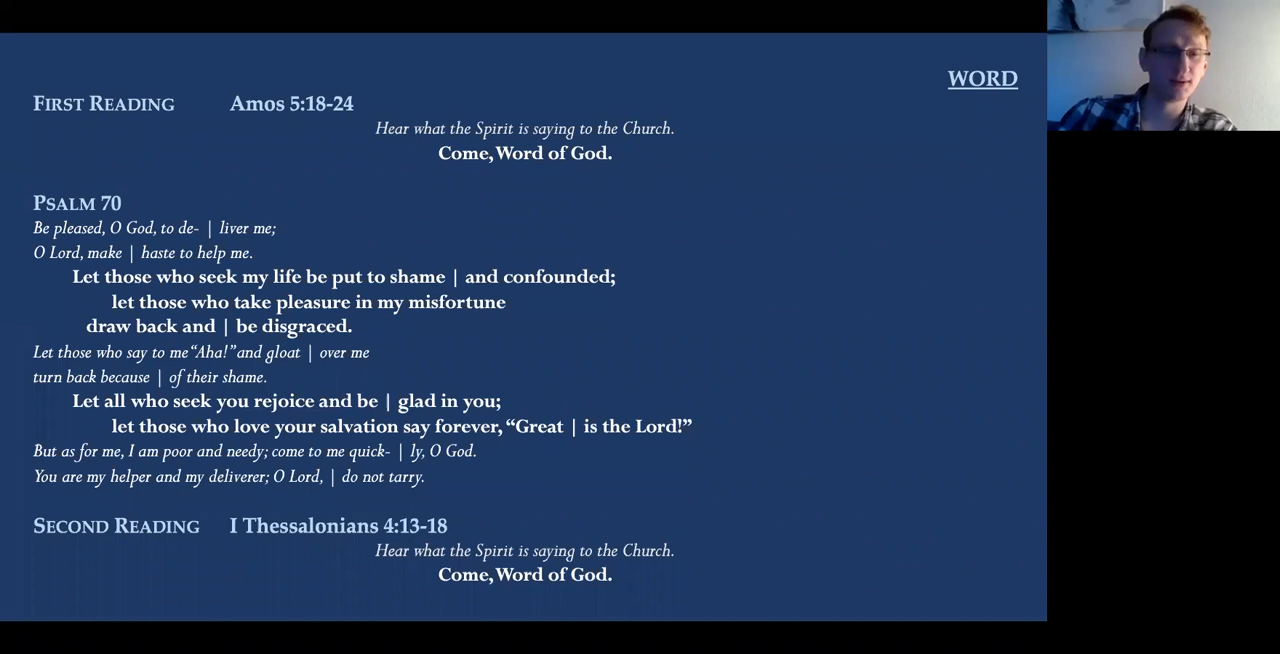 WORD
FIRST READING Amos 5:18-24
Hear what the Spirit is saying to the Church.
Come, Word of God.
PSALM 70
Be pleased, O God, to de- | liver me;
O Lord, make | haste to help me.
Let those who seek my life be put to shame | and confounded;
let those who take pleasure in my misfortune
draw back and | be disgraced.
Let those who say to me “Aha!” and gloat | over me
turn back because | of their shame.
Let all who seek you rejoice and be | glad in you;
let those who love your salvation say forever, “Great | is the Lord!”
But as for me, I am poor and needy; come to me quick- | ly, O God.
You are my helper and my deliverer; O Lord, | do not tarry.
SECOND READING I Thessalonians 4:13-18
Hear what the Spirit is saying to the Church.
Come, Word of God.